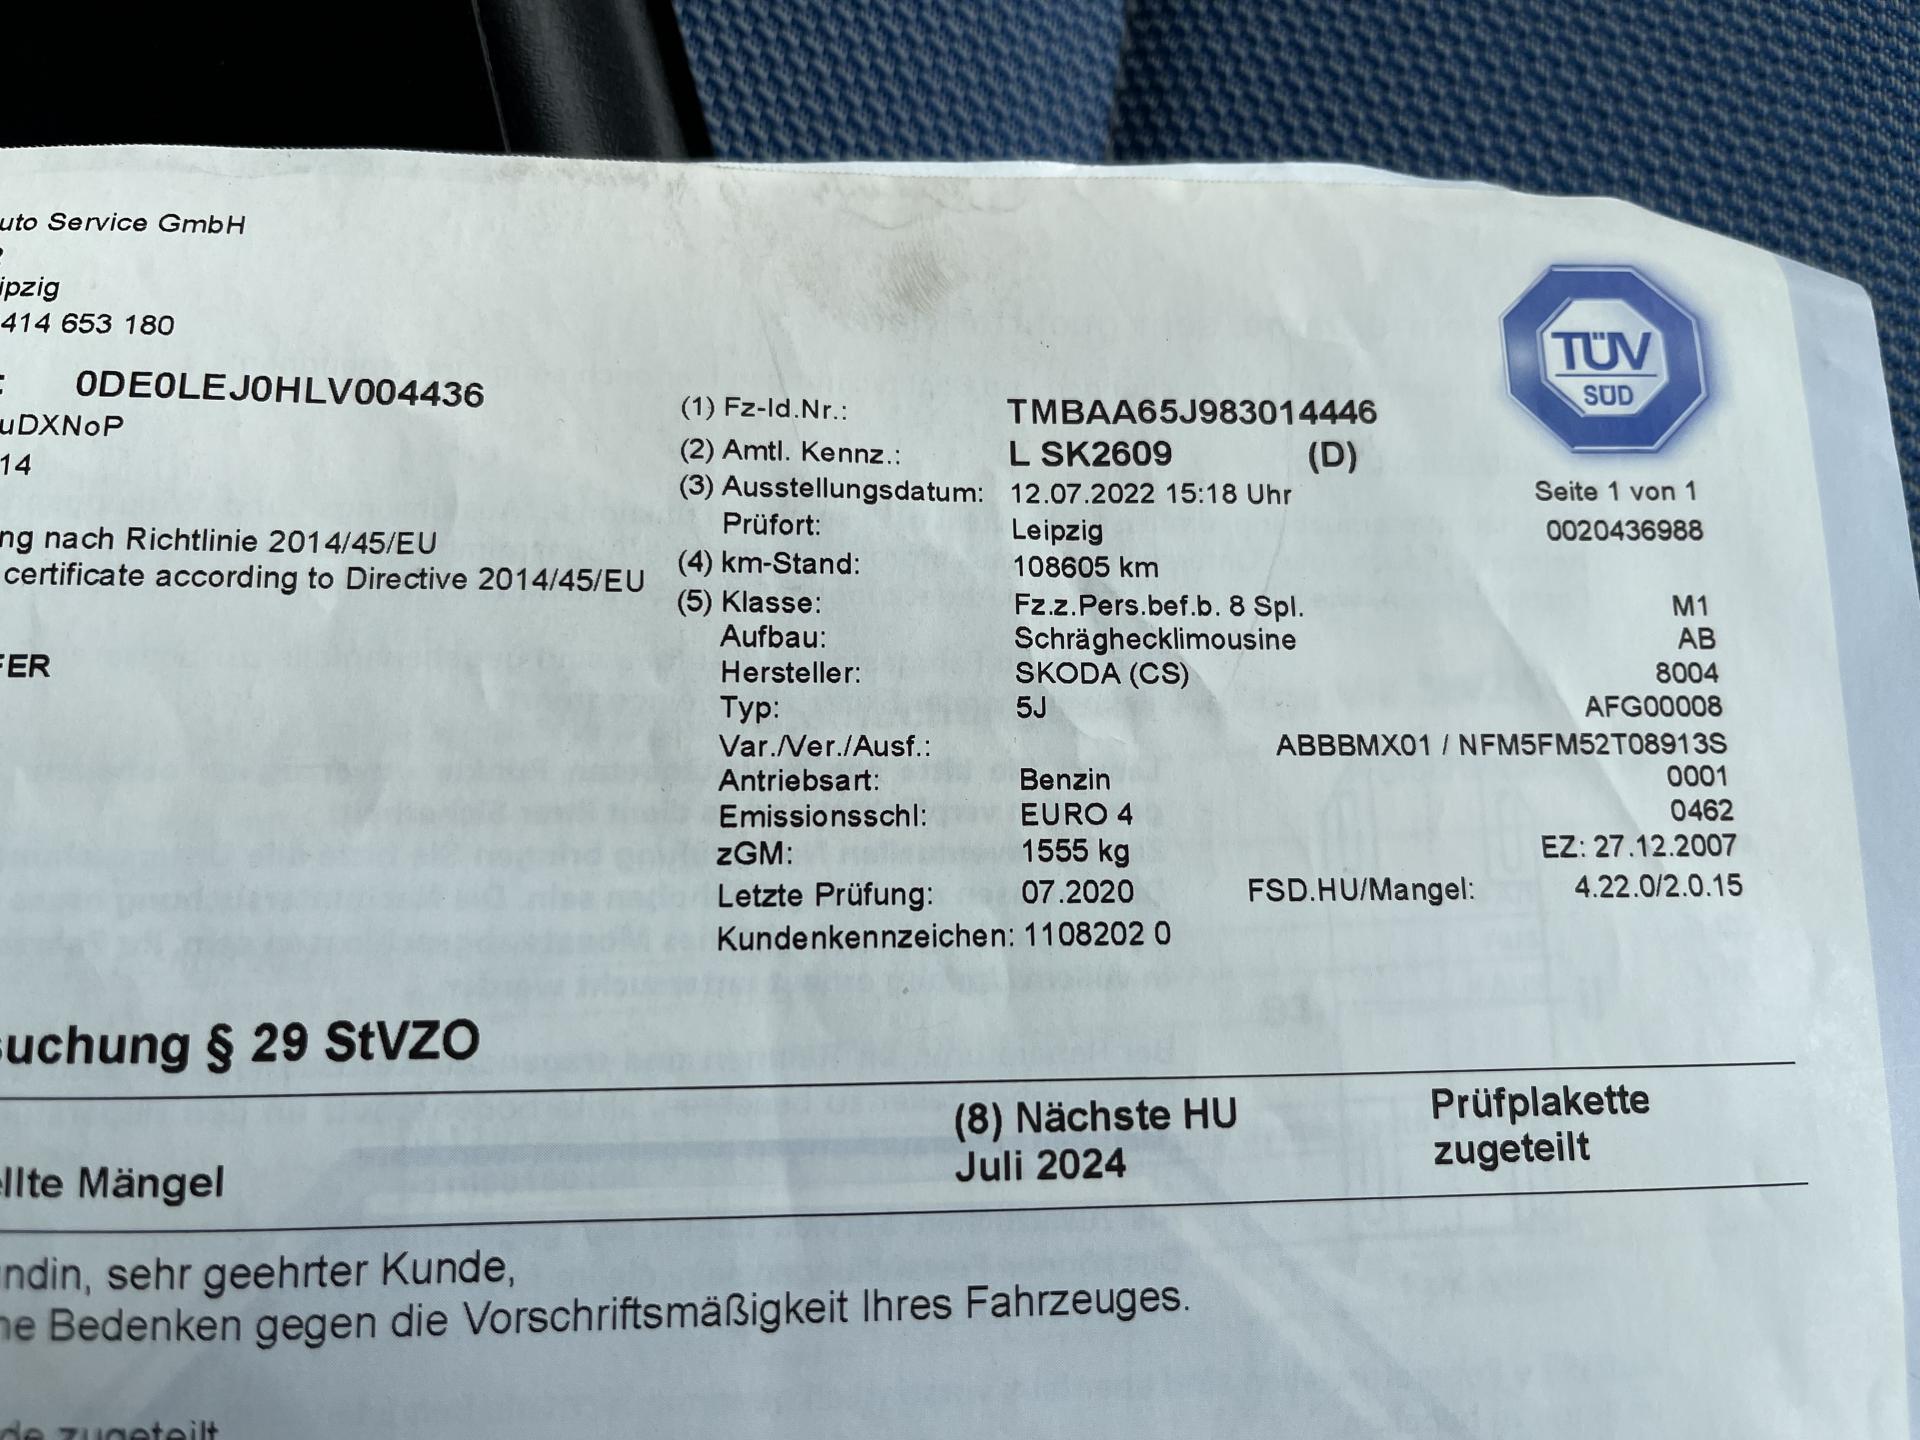 uto Service GmbH
ipzig
414 653 180
0DE0LEJ0HLV004436
uDXNoP
14
ng nach Richtlinie 2014/45/EU
certificate according to Directive 2014/45/EU
FER
TÜV
SÜD
(1) Fz-Id.Nr.: TMBAA65J983014446
(2) Amtl. Kennz.: L SK2609 (D)
(3) Ausstellungsdatum: 12.07.2022 15:18 Uhr Seite 1 von 1
Prüfort: Leipzig 0020436988
(4) km-Stand: 108605 km
(5) Klasse: Fz.z.Pers.bef.b. 8 Spl. M1
Aufbau: Schräghecklimousine AB
Hersteller: SKODA (CS) 8004
Typ: 5J AFG00008
Var./Ver./Ausf.: ABBBMX01 / NFM5FM52T08913S
Antriebsart: Benzin 0001
Emissionsschl: EURO 4 0462
zGM: 1555 kg EZ: 27.12.2007
Letzte Prüfung: 07.2020 FSD.HU/Mangel: 4.22.0/2.0.15
Kundenkennzeichen: 1108202 0
suchung § 29 StVZO
(8) Nächste HU Prüfplakette
Juli 2024 zugeteilt
ellte Mängel
ndin, sehr geehrter Kunde,
ne Bedenken gegen die Vorschriftsmäßigkeit Ihres Fahrzeuges.
de zugeteilt